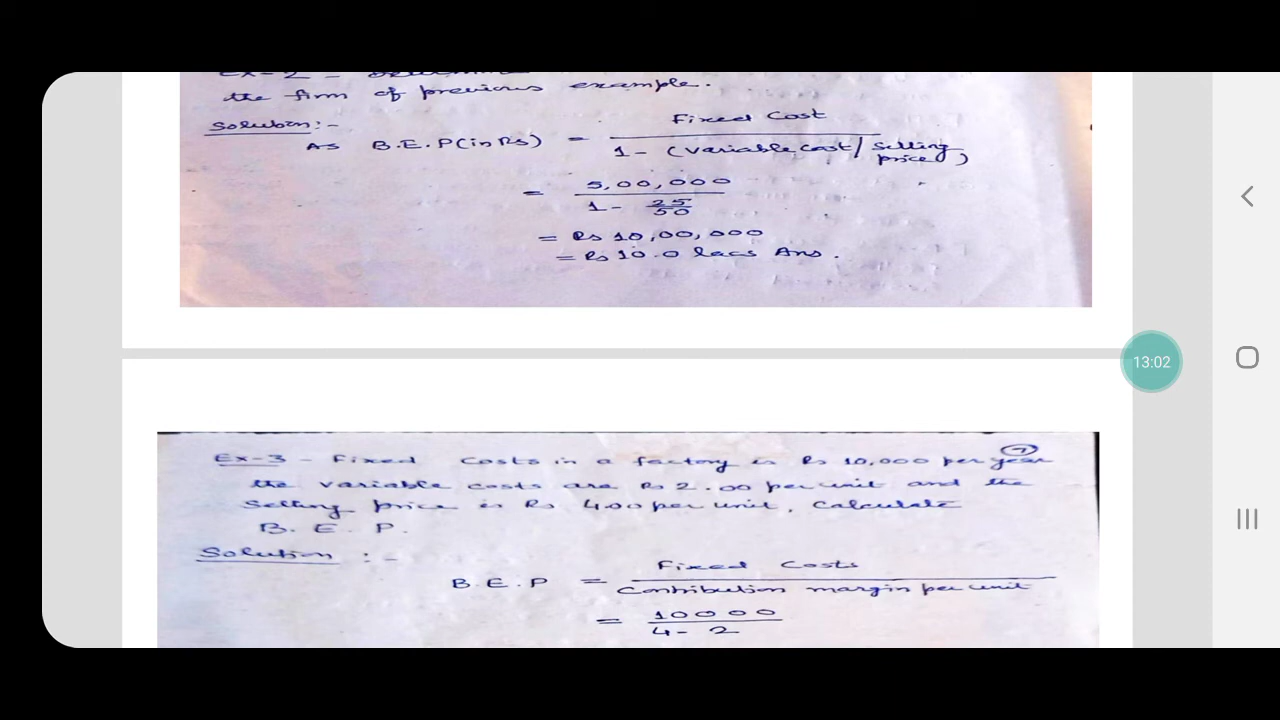 Ex-2 - Determine
the firm of previous example.
Solution:-
As B.E.P(in Rs) = Fixed Cost
1 - (variable cost / Selling price)
= 5,00,000
1 - 25/50
= Rs 10,00,000
= Rs 10.0 lacs Ans.
13:02
Ex-3 - Fixed costs in a factory is Rs 10,000 per year
the variable costs are Rs 2.00 per unit and the
Selling price is Rs 4.00 per unit, calculate
B. E. P.
Solution :-
B.E.P = Fixed Costs
Contribution margin per unit
= 10000
4 - 2